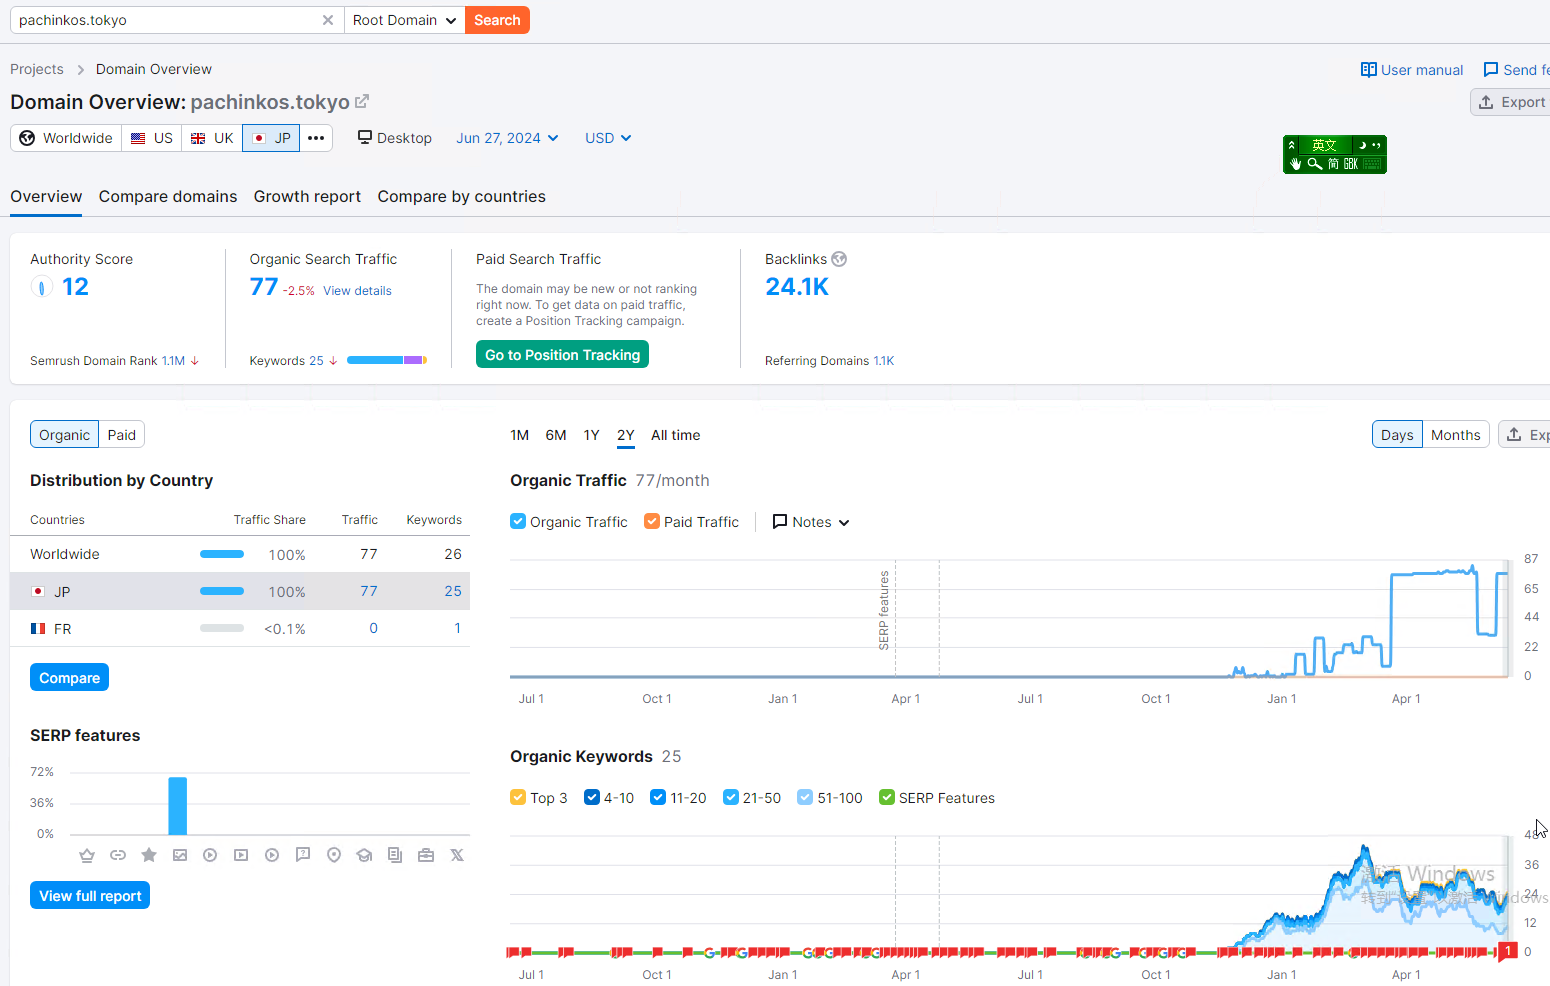 pachinkos.tokyo
Root Domain
Search
Projects
Domain Overview
User manual
Send fe
Domain Overview: pachinkos.tokyo
Export
Worldwide
US
UK
JP
Desktop
Jun 27, 2024
USD
英文
简 GBK
Overview
Compare domains
Growth report
Compare by countries
Authority Score
12
Semrush Domain Rank 1.1M ↓
Organic Search Traffic
77 -2.5% View details
Keywords 25 ↓
Paid Search Traffic
The domain may be new or not ranking
right now. To get data on paid traffic,
create a Position Tracking campaign.
Go to Position Tracking
Backlinks
24.1K
Referring Domains 1.1K
Organic
Paid
Distribution by Country
Countries Traffic Share Traffic Keywords
Worldwide 100% 77 26
JP 100% 77 25
FR <0.1% 0 1
Compare
SERP features
72%
36%
0%
View full report
1M 6M 1Y 2Y All time
Days
Months
Exp
Organic Traffic 77/month
Organic Traffic
Paid Traffic
Notes
SERP features
87
65
44
22
0
Jul 1 Oct 1 Jan 1 Apr 1 Jul 1 Oct 1 Jan 1 Apr 1
Organic Keywords 25
Top 3
4-10
11-20
21-50
51-100
SERP Features
48
36
24
12
0
激活 Windows
1
Jul 1 Oct 1 Jan 1 Apr 1 Jul 1 Oct 1 Jan 1 Apr 1